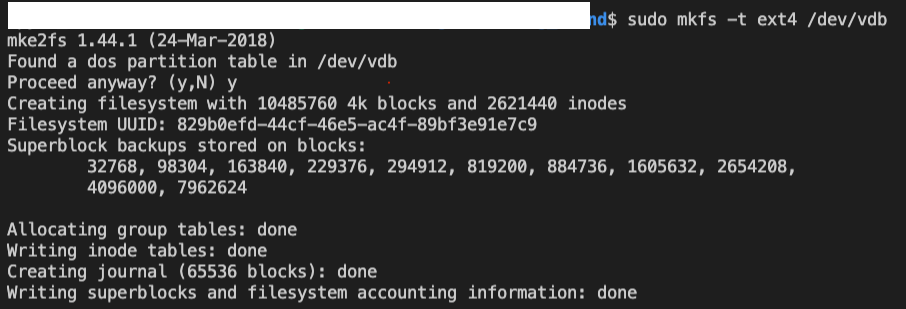 nd$ sudo mkfs -t ext4 /dev/vdb
mke2fs 1.44.1 (24-Mar-2018)
Found a dos partition table in /dev/vdb
Proceed anyway? (y,N) y
Creating filesystem with 10485760 4k blocks and 2621440 inodes
Filesystem UUID: 829b0efd-44cf-46e5-ac4f-89bf3e91e7c9
Superblock backups stored on blocks:
        32768, 98304, 163840, 229376, 294912, 819200, 884736, 1605632, 2654208,
        4096000, 7962624

Allocating group tables: done
Writing inode tables: done
Creating journal (65536 blocks): done
Writing superblocks and filesystem accounting information: done